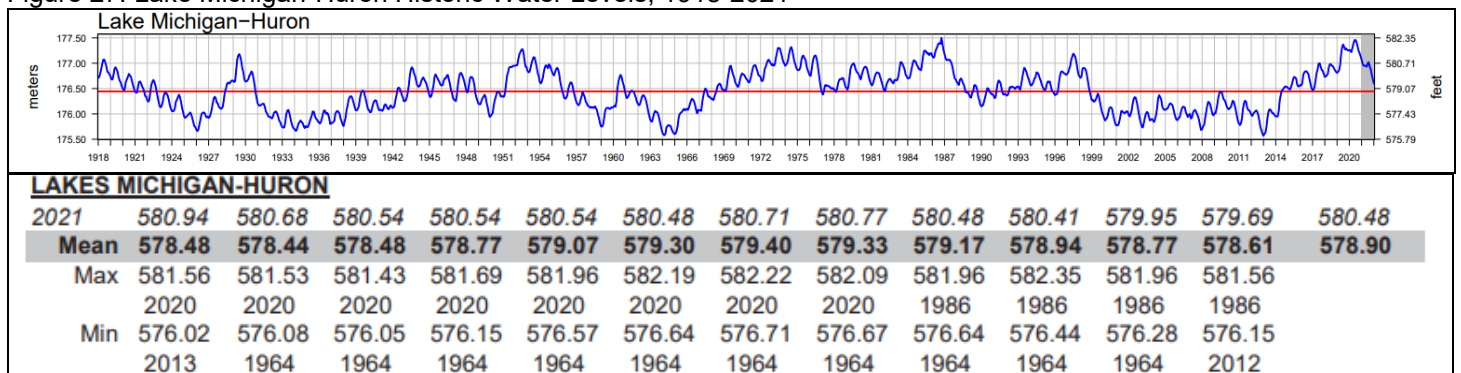 Lake Michigan−Huron
177.50
177.00
176.50
176.00
175.50
meters
582.35
580.71
579.07
577.43
575.79
feet
1918 1921 1924 1927 1930 1933 1936 1939 1942 1945 1948 1951 1954 1957 1960 1963 1966 1969 1972 1975 1978 1981 1984 1987 1990 1993 1996 1999 2002 2005 2008 2011 2014 2017 2020
LAKES MICHIGAN-HURON
2021 580.94 580.68 580.54 580.54 580.54 580.48 580.71 580.77 580.48 580.41 579.95 579.69 580.48
Mean 578.48 578.44 578.48 578.77 579.07 579.30 579.40 579.33 579.17 578.94 578.77 578.61 578.90
Max 581.56 581.53 581.43 581.69 581.96 582.19 582.22 582.09 581.96 582.35 581.96 581.56
2020 2020 2020 2020 2020 2020 2020 2020 1986 1986 1986 1986
Min 576.02 576.08 576.05 576.15 576.57 576.64 576.71 576.67 576.64 576.44 576.28 576.15
2013 1964 1964 1964 1964 1964 1964 1964 1964 1964 1964 2012